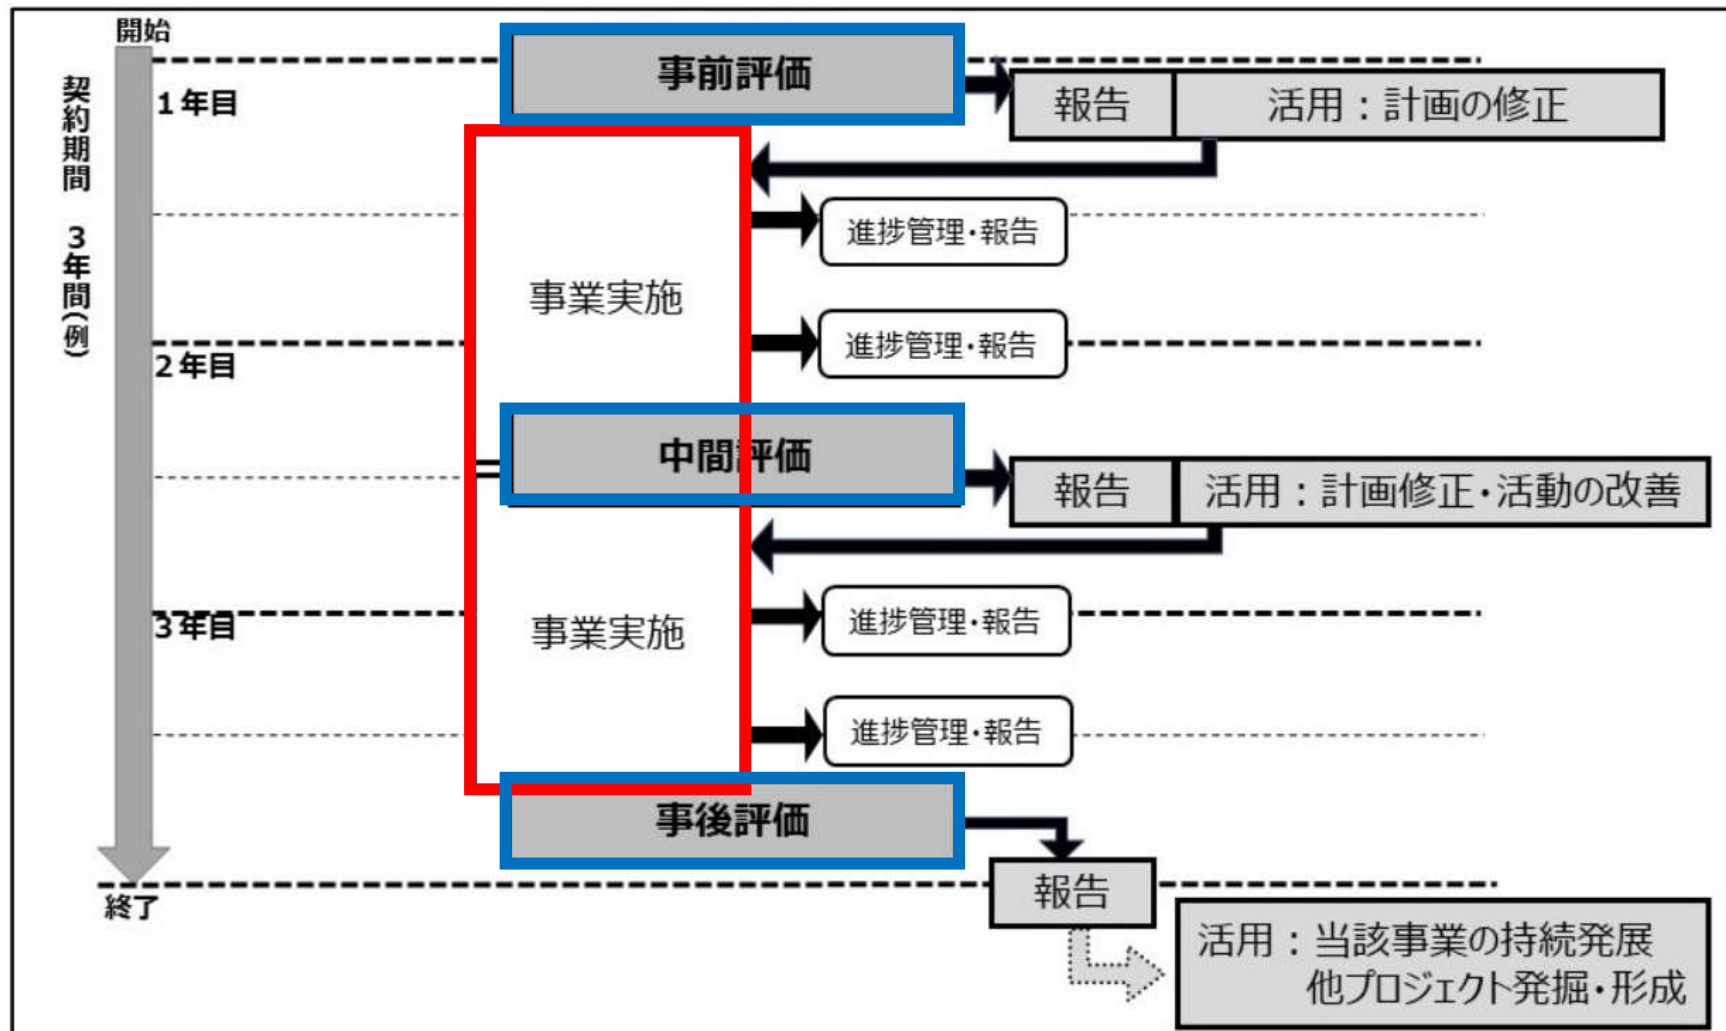 開始
契約期間 3年間(例)
1年目
事前評価
報告
活用：計画の修正
進捗管理・報告
事業実施
進捗管理・報告
2年目
中間評価
報告
活用：計画修正・活動の改善
進捗管理・報告
3年目
事業実施
進捗管理・報告
事後評価
報告
終了
活用：当該事業の持続発展
他プロジェクト発掘・形成